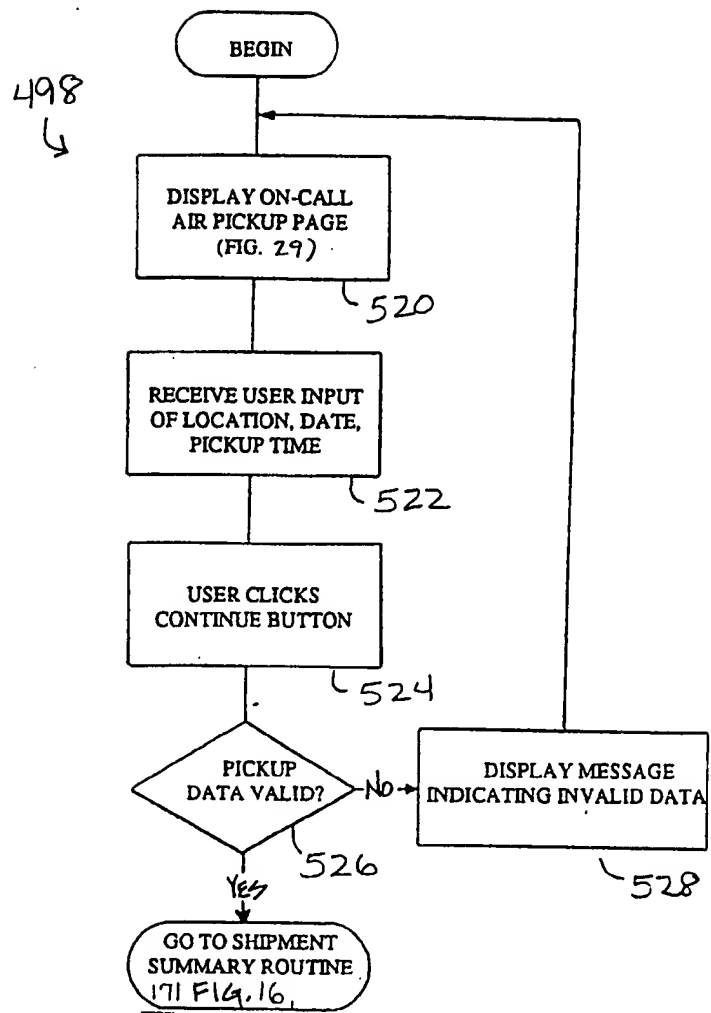 BEGIN
498
DISPLAY ON-CALL
AIR PICKUP PAGE
(FIG. 29)
520
RECEIVE USER INPUT
OF LOCATION, DATE,
PICKUP TIME
522
USER CLICKS
CONTINUE BUTTON
524
PICKUP
DATA VALID?
NO
DISPLAY MESSAGE
INDICATING INVALID DATA
526
528
YES
GO TO SHIPMENT
SUMMARY ROUTINE
171 FIG. 16